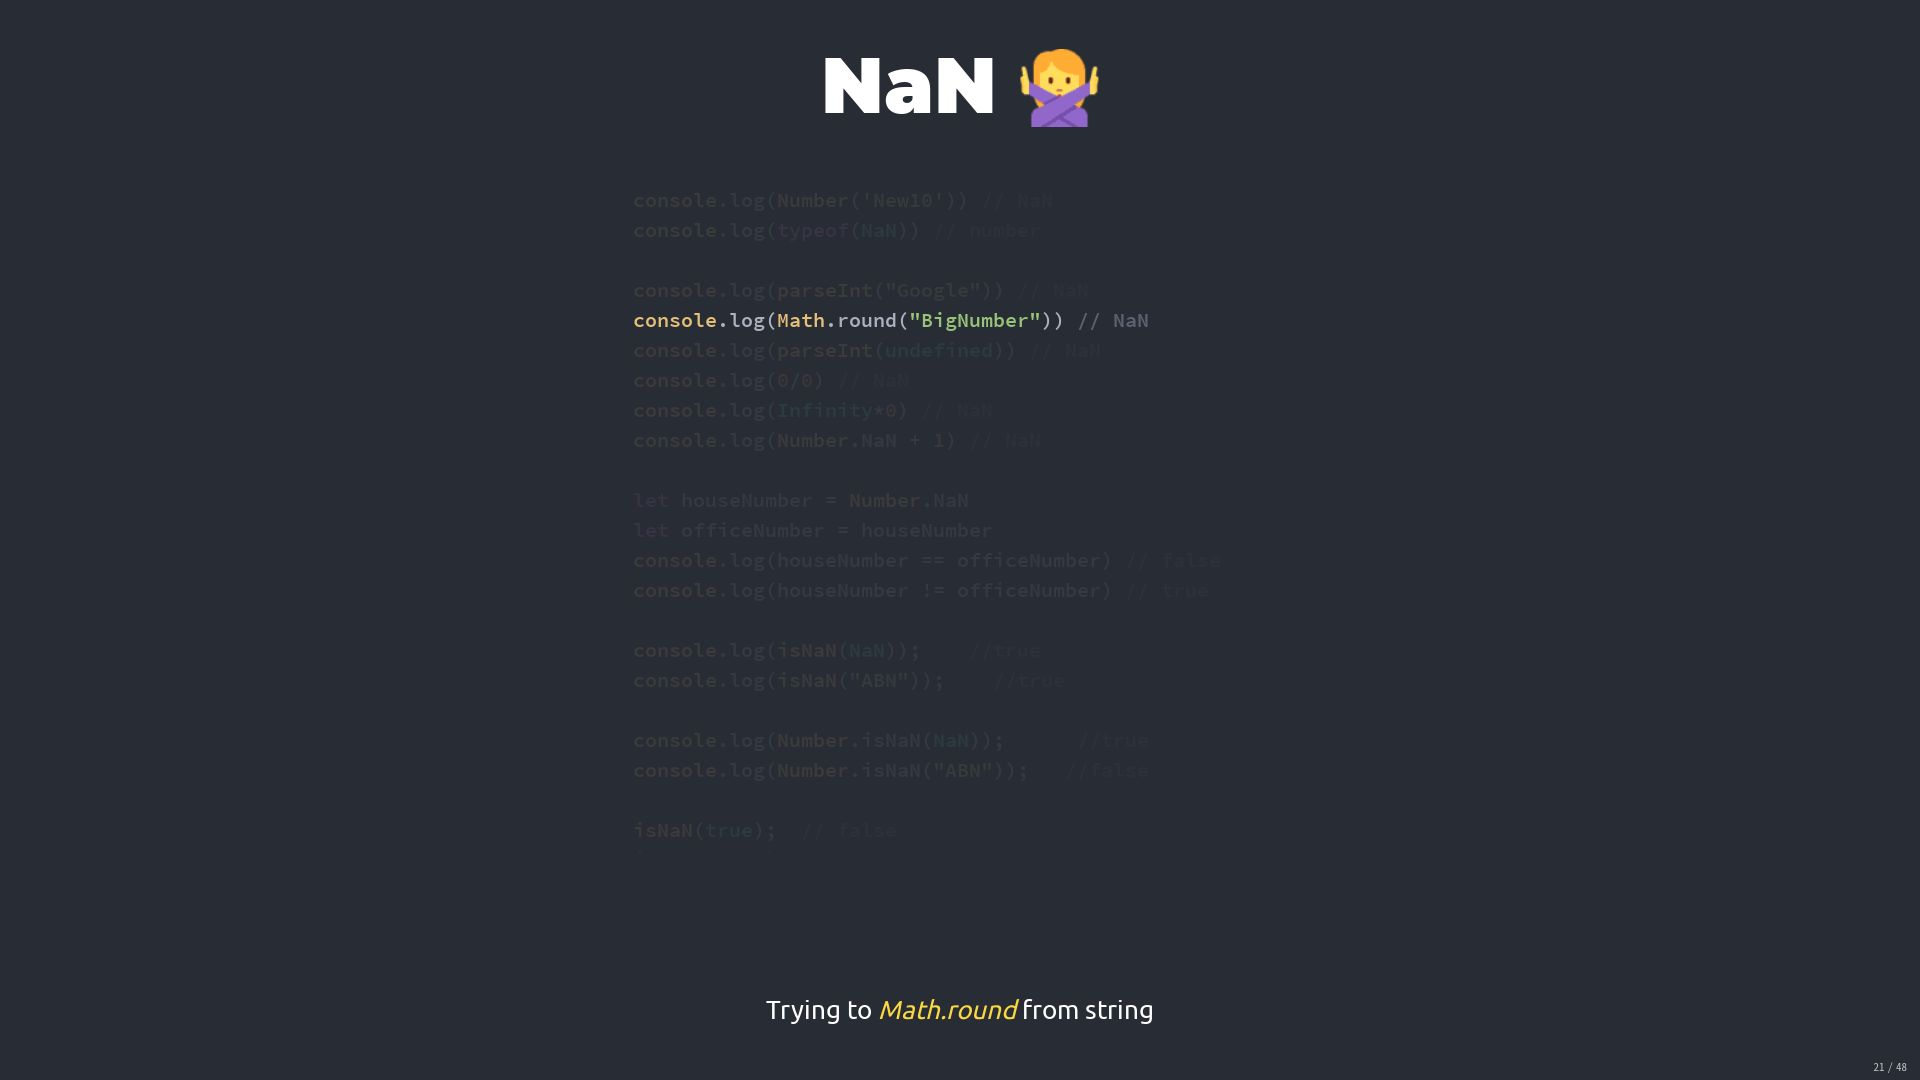 NaN
console.log(Number('New10')) // NaN
console.log(typeof(NaN)) // number
console.log(parseInt("Google")) // NaN
console.log(Math.round("BigNumber")) // NaN
console.log(parseInt(undefined)) // NaN
console.log(0/0) // NaN
console.log(Infinity*0) // NaN
console.log(Number.NaN + 1) // NaN
let houseNumber = Number.NaN
let officeNumber = houseNumber
console.log(houseNumber == officeNumber) // false
console.log(houseNumber != officeNumber) // true
console.log(isNaN(NaN));    //true
console.log(isNaN("ABN"));    //true
console.log(Number.isNaN(NaN));      //true
console.log(Number.isNaN("ABN"));   //false
isNaN(true);  // false
Trying to Math.round from string
21 / 48